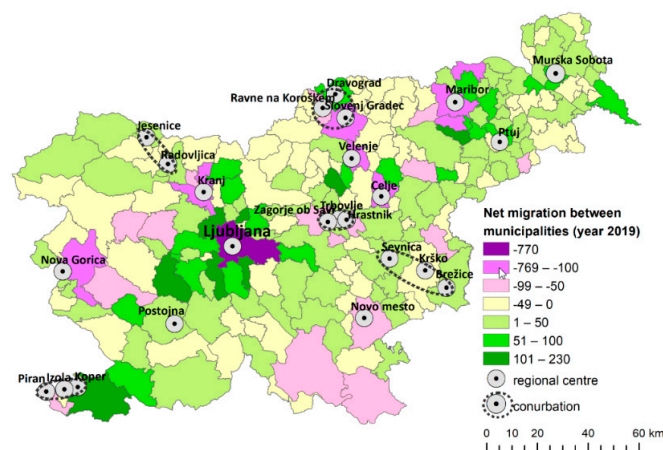 Murska Sobota
Dravograd
Ravne na Koroškem
Slovenj Gradec
Maribor
Ptuj
Jesenice
Radovljica
Velenje
Kranj
Celje
Zagorje ob Savi
Trbovlje
Hrastnik
Ljubljana
Nova Gorica
Sevnica
Krško
Brežice
Postojna
Novo mesto
Piran
Izola
Koper
Net migration between
municipalities (year 2019)
-770
-769 – -100
-99 – -50
-49 – 0
1 – 50
51 – 100
101 – 230
regional centre
conurbation
0 10 20 30 40 60 km